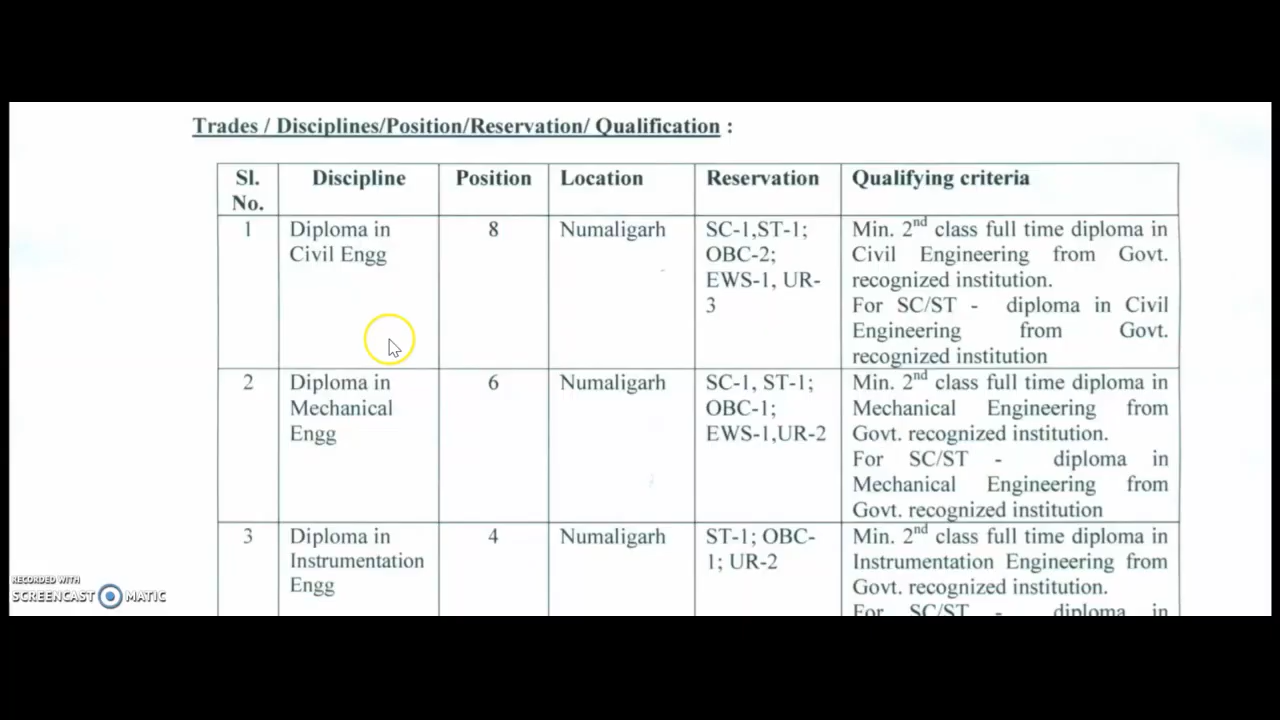 Trades / Disciplines/Position/Reservation/ Qualification :
Sl. No. Discipline Position Location Reservation Qualifying criteria
1 Diploma in Civil Engg 8 Numaligarh SC-1,ST-1; OBC-2; EWS-1, UR-3 Min. 2nd class full time diploma in Civil Engineering from Govt. recognized institution. For SC/ST - diploma in Civil Engineering from Govt. recognized institution
2 Diploma in Mechanical Engg 6 Numaligarh SC-1, ST-1; OBC-1; EWS-1,UR-2 Min. 2nd class full time diploma in Mechanical Engineering from Govt. recognized institution. For SC/ST - diploma in Mechanical Engineering from Govt. recognized institution
3 Diploma in Instrumentation Engg 4 Numaligarh ST-1; OBC-1; UR-2 Min. 2nd class full time diploma in Instrumentation Engineering from Govt. recognized institution. For SC/ST - diploma in
RECORDED WITH
SCREENCAST MATIC